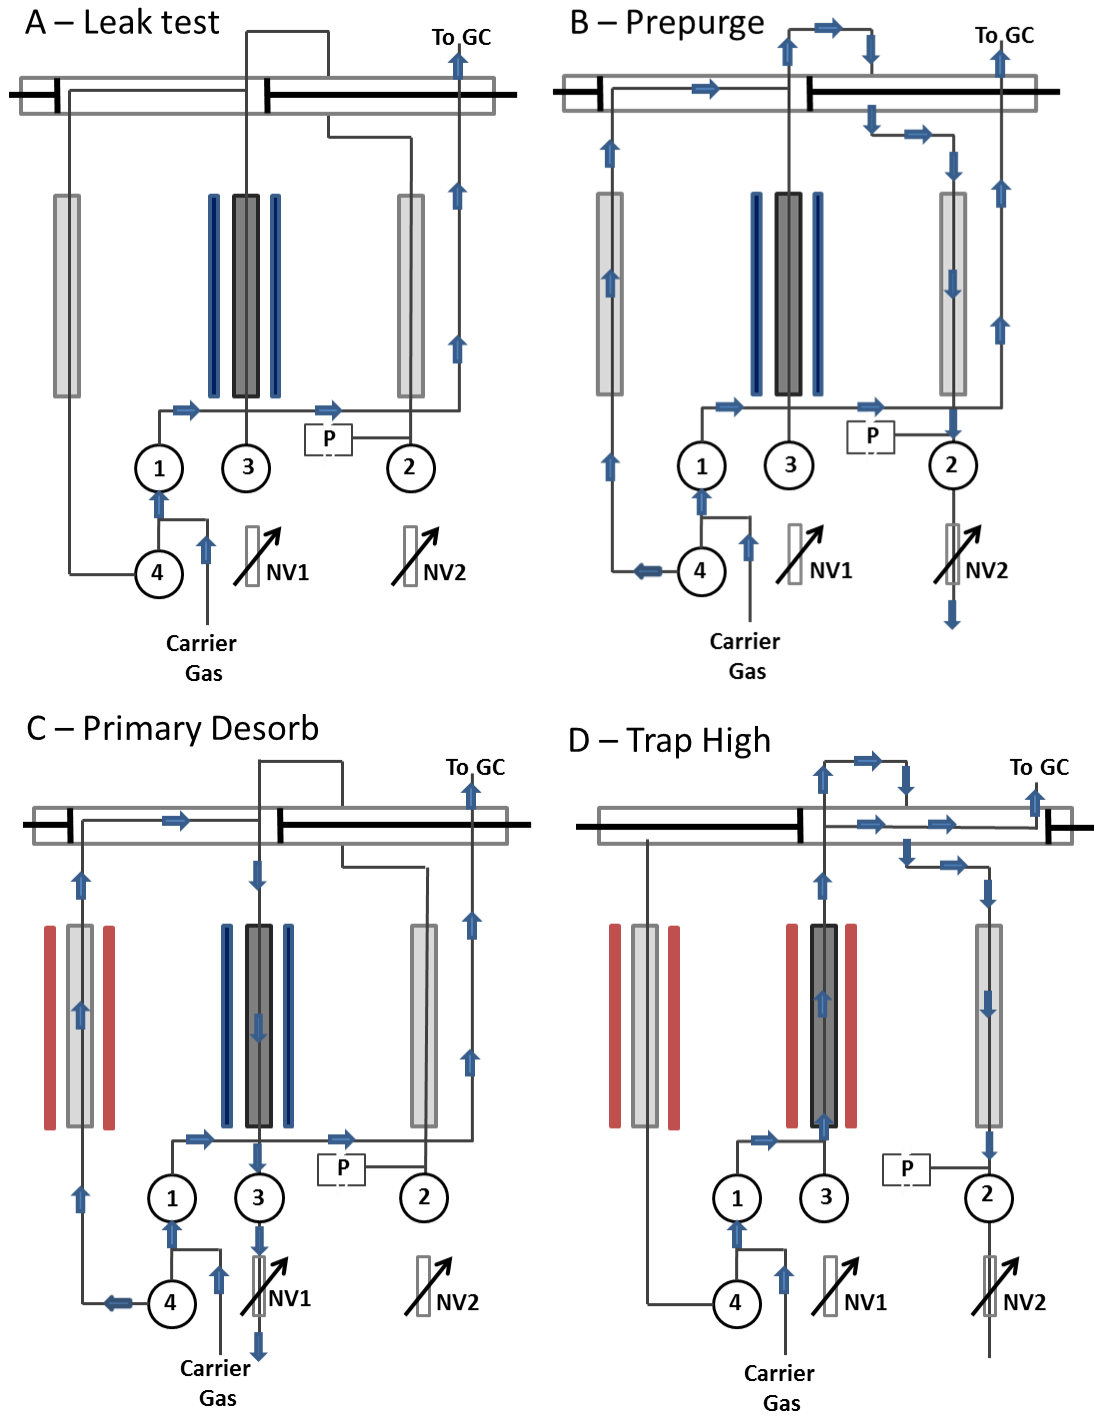 A – Leak test
To GC
P
1
3
2
4
NV1
NV2
Carrier
Gas
B – Prepurge
To GC
P
1
3
2
4
NV1
NV2
Carrier
Gas
C – Primary Desorb
To GC
P
1
3
2
4
NV1
NV2
Carrier
Gas
D – Trap High
To GC
P
1
3
2
4
NV1
NV2
Carrier
Gas